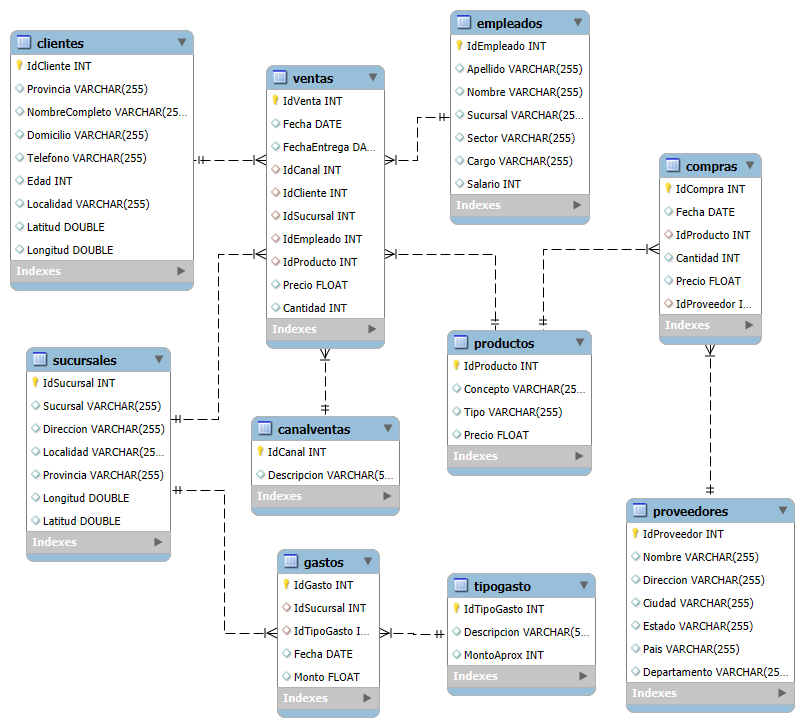 clientes
IdCliente INT
Provincia VARCHAR(255)
NombreCompleto VARCHAR(25...
Domicilio VARCHAR(255)
Telefono VARCHAR(255)
Edad INT
Localidad VARCHAR(255)
Latitud DOUBLE
Longitud DOUBLE
Indexes
ventas
IdVenta INT
Fecha DATE
FechaEntrega DA...
IdCanal INT
IdCliente INT
IdSucursal INT
IdEmpleado INT
IdProducto INT
Precio FLOAT
Cantidad INT
Indexes
empleados
IdEmpleado INT
Apellido VARCHAR(255)
Nombre VARCHAR(255)
Sucursal VARCHAR(25...
Sector VARCHAR(255)
Cargo VARCHAR(255)
Salario INT
Indexes
compras
IdCompra INT
Fecha DATE
IdProducto INT
Cantidad INT
Precio FLOAT
IdProveedor I...
Indexes
sucursales
IdSucursal INT
Sucursal VARCHAR(255)
Direccion VARCHAR(255)
Localidad VARCHAR(25...
Provincia VARCHAR(255)
Longitud DOUBLE
Latitud DOUBLE
Indexes
canalventas
IdCanal INT
Descripcion VARCHAR(5...
Indexes
productos
IdProducto INT
Concepto VARCHAR(25...
Tipo VARCHAR(255)
Precio FLOAT
Indexes
gastos
IdGasto INT
IdSucursal INT
IdTipoGasto I...
Fecha DATE
Monto FLOAT
Indexes
tipogasto
IdTipoGasto INT
Descripcion VARCHAR(5...
MontoAprox INT
Indexes
proveedores
IdProveedor INT
Nombre VARCHAR(255)
Direccion VARCHAR(255)
Ciudad VARCHAR(255)
Estado VARCHAR(255)
Pais VARCHAR(255)
Departamento VARCHAR(25...
Indexes